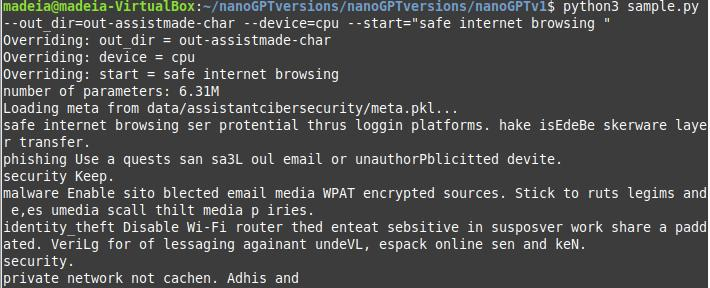 madeia@madeia-VirtualBox:~/nanoGPTversions/nanoGPTversions/nanoGPTv1$ python3 sample.py
--out_dir=out-assistmade-char --device=cpu --start="safe internet browsing "
Overriding: out_dir = out-assistmade-char
Overriding: device = cpu
Overriding: start = safe internet browsing
number of parameters: 6.31M
Loading meta from data/assistantcibersecurity/meta.pkl...
safe internet browsing ser protential thrus loggin platforms. hake isEdeBe skerware laye
r transfer.
phishing Use a quests san sa3L oul email or unauthorPblicitted devite.
security Keep.
malware Enable sito blected email media WPAT encrypted sources. Stick to ruts legims and
 e,es umedia scall thilt media p iries.
identity_theft Disable Wi-Fi router thed enteat sebsitive in susposver work share a padd
ated. VeriLg for of lessaging againant undeVL, espack online sen and keN.
security.
private network not cachen. Adhis and